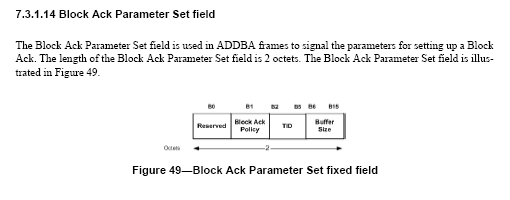 7.3.1.14 Block Ack Parameter Set field
The Block Ack Parameter Set field is used in ADDBA frames to signal the parameters for setting up a Block
Ack. The length of the Block Ack Parameter Set field is 2 octets. The Block Ack Parameter Set field is illus-
trated in Figure 49.
B0 B1 B2 B5 B6 B15
Reserved Block Ack Policy TID Buffer Size
Octets 2
Figure 49—Block Ack Parameter Set fixed field